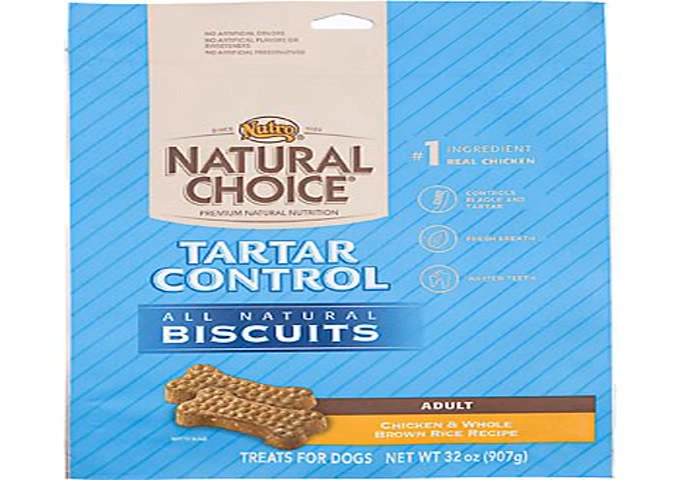 NO ARTIFICIAL COLORS
NO ARTIFICIAL FLAVORS OR
SWEETENERS
NO ARTIFICIAL PRESERVATIVES
SINCE Nutro 1926
NATURAL
CHOICE®
PREMIUM NATURAL NUTRITION
#1 INGREDIENT
REAL CHICKEN
CONTROLS
PLAQUE AND
TARTAR
FRESH BREATH
WHITER TEETH
TARTAR
CONTROL
ALL NATURAL
BISCUITS
ADULT
CHICKEN & WHOLE
BROWN RICE RECIPE
TREATS FOR DOGS NET WT 32 oz (907g)